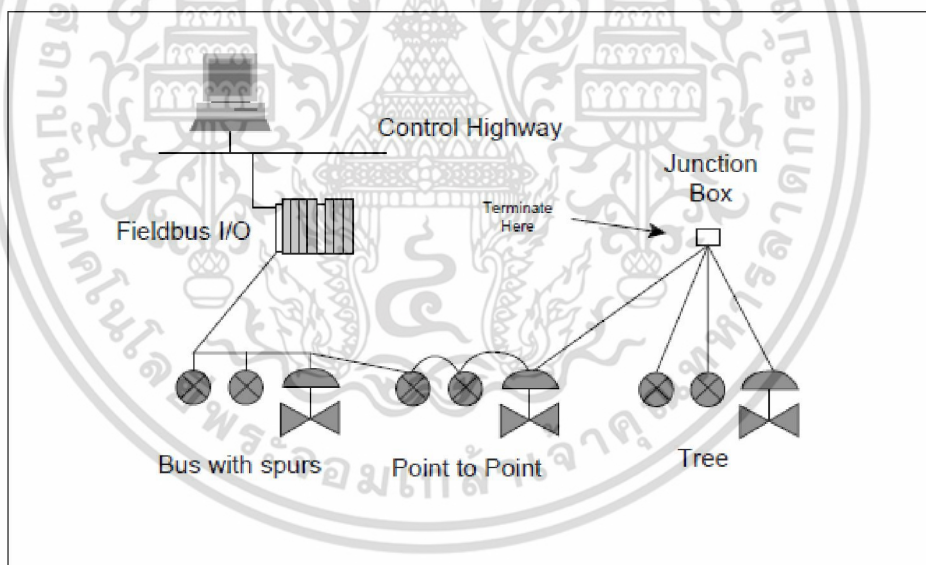 Control Highway
Junction
Box
Terminate
Here
Fieldbus I/O
Bus with spurs
Point to Point
Tree